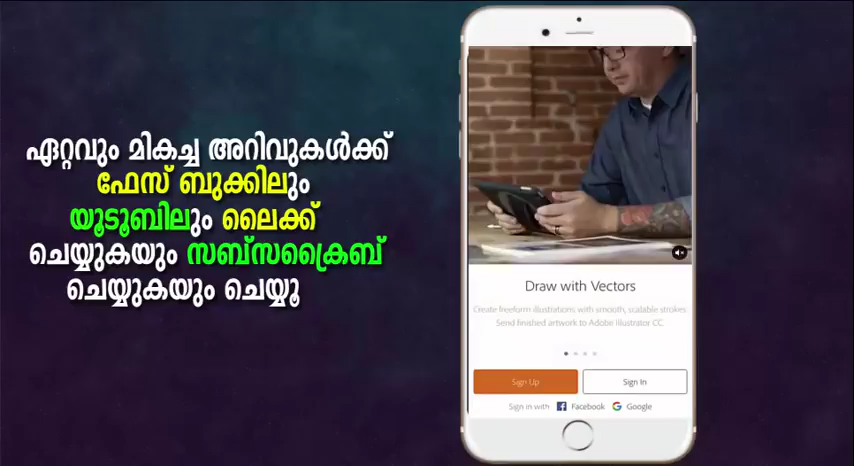 ഏറ്റവും മികച്ച അറിവുകൾക്ക്
ഫേസ് ബുക്കിലും
യൂടൂബിലും ലൈക്ക്
ചെയ്യുകയും സബ്സക്രൈബ്
ചെയ്യുകയും ചെയ്യൂ
Draw with Vectors
Create freeform illustrations with smooth, scalable strokes.
Send finished artwork to Adobe Illustrator CC.
Sign Up
Sign In
Sign in with Facebook Google